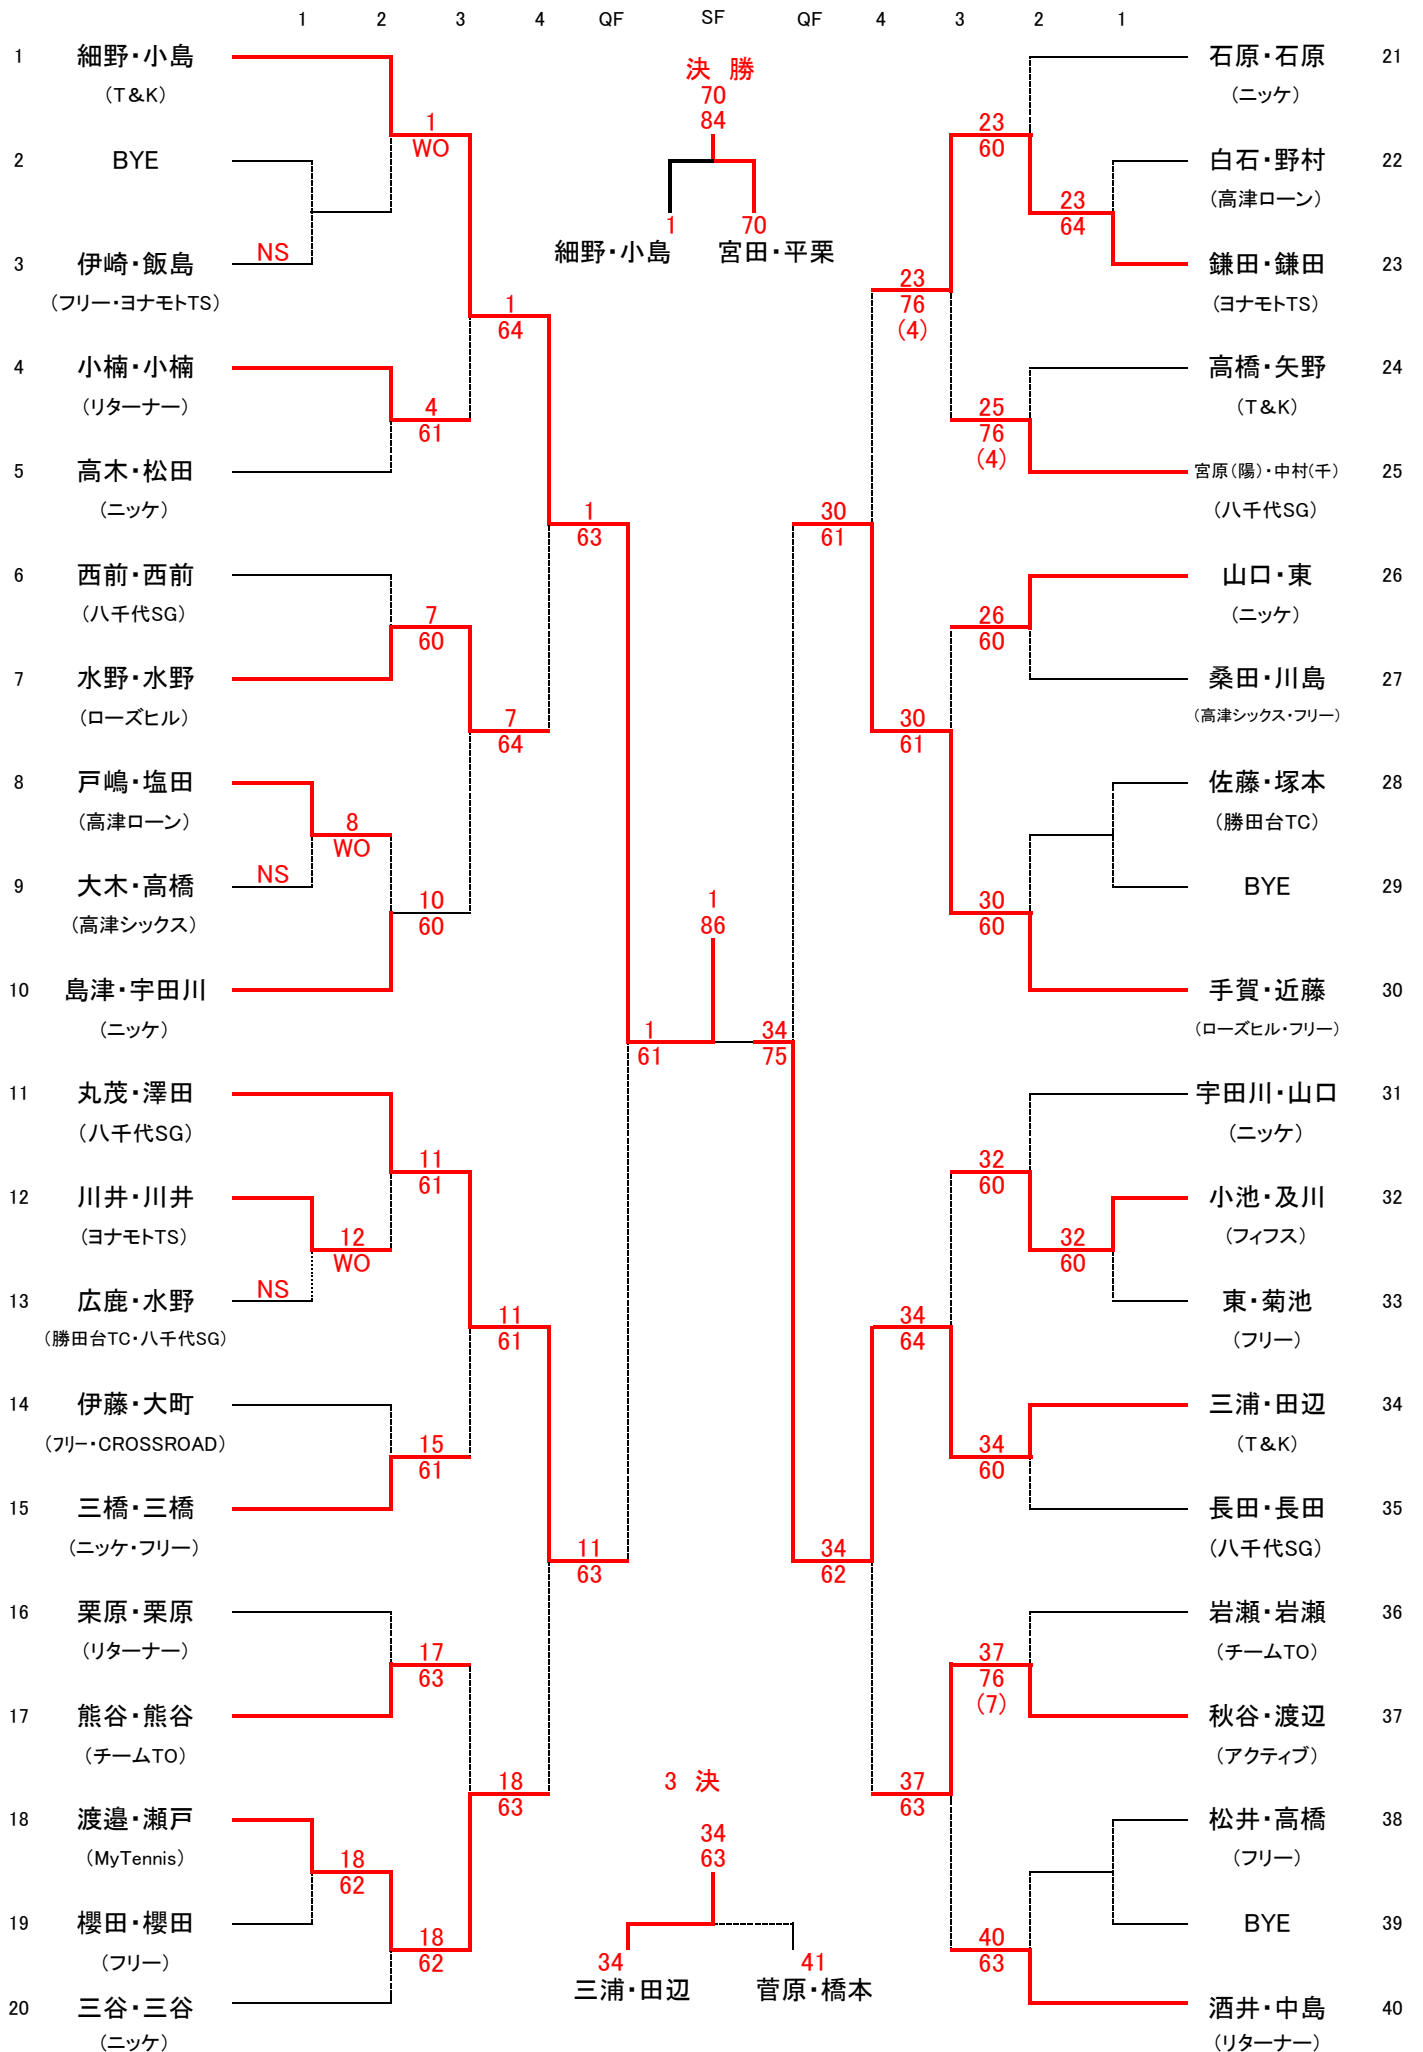 1 2 3 4 QF SF QF 4 3 2 1
1 細野・小島
(T&K)
2 BYE
3 伊崎・飯島 NS
(フリー・ヨナモトTS)
4 小楠・小楠
(リターナー)
5 高木・松田
(ニッケ)
6 西前・西前
(八千代SG)
7 水野・水野
(ローズヒル)
8 戸嶋・塩田
(高津ローン)
9 大木・高橋 NS
(高津シックス)
10 島津・宇田川
(ニッケ)
11 丸茂・澤田
(八千代SG)
12 川井・川井
(ヨナモトTS)
13 広鹿・水野 NS
(勝田台TC・八千代SG)
14 伊藤・大町
(フリー・CROSSROAD)
15 三橋・三橋
(ニッケ・フリー)
16 栗原・栗原
(リターナー)
17 熊谷・熊谷
(チームTO)
18 渡邉・瀬戸
(MyTennis)
19 櫻田・櫻田
(フリー)
20 三谷・三谷
(ニッケ)
8
WO
12
WO
18
62
1
WO
4
61
7
60
10
60
11
61
15
61
17
63
18
62
1
64
7
64
11
61
18
63
1
63
11
63
1
61
決 勝
70
84
1 70
細野・小島 宮田・平栗
1
86
3 決
34
63
34 41
三浦・田辺 菅原・橋本
34
75
30
61
34
62
23
76
(4)
30
61
34
64
37
63
23
60
25
76
(4)
26
60
30
60
32
60
34
60
37
76
(7)
40
63
23
64
32
60
石原・石原 21
(ニッケ)
白石・野村 22
(高津ローン)
鎌田・鎌田 23
(ヨナモトTS)
高橋・矢野 24
(T&K)
宮原(陽)・中村(千) 25
(八千代SG)
山口・東 26
(ニッケ)
桑田・川島 27
(高津シックス・フリー)
佐藤・塚本 28
(勝田台TC)
BYE 29
手賀・近藤 30
(ローズヒル・フリー)
宇田川・山口 31
(ニッケ)
小池・及川 32
(フィフス)
東・菊池 33
(フリー)
三浦・田辺 34
(T&K)
長田・長田 35
(八千代SG)
岩瀬・岩瀬 36
(チームTO)
秋谷・渡辺 37
(アクティブ)
松井・高橋 38
(フリー)
BYE 39
酒井・中島 40
(リターナー)